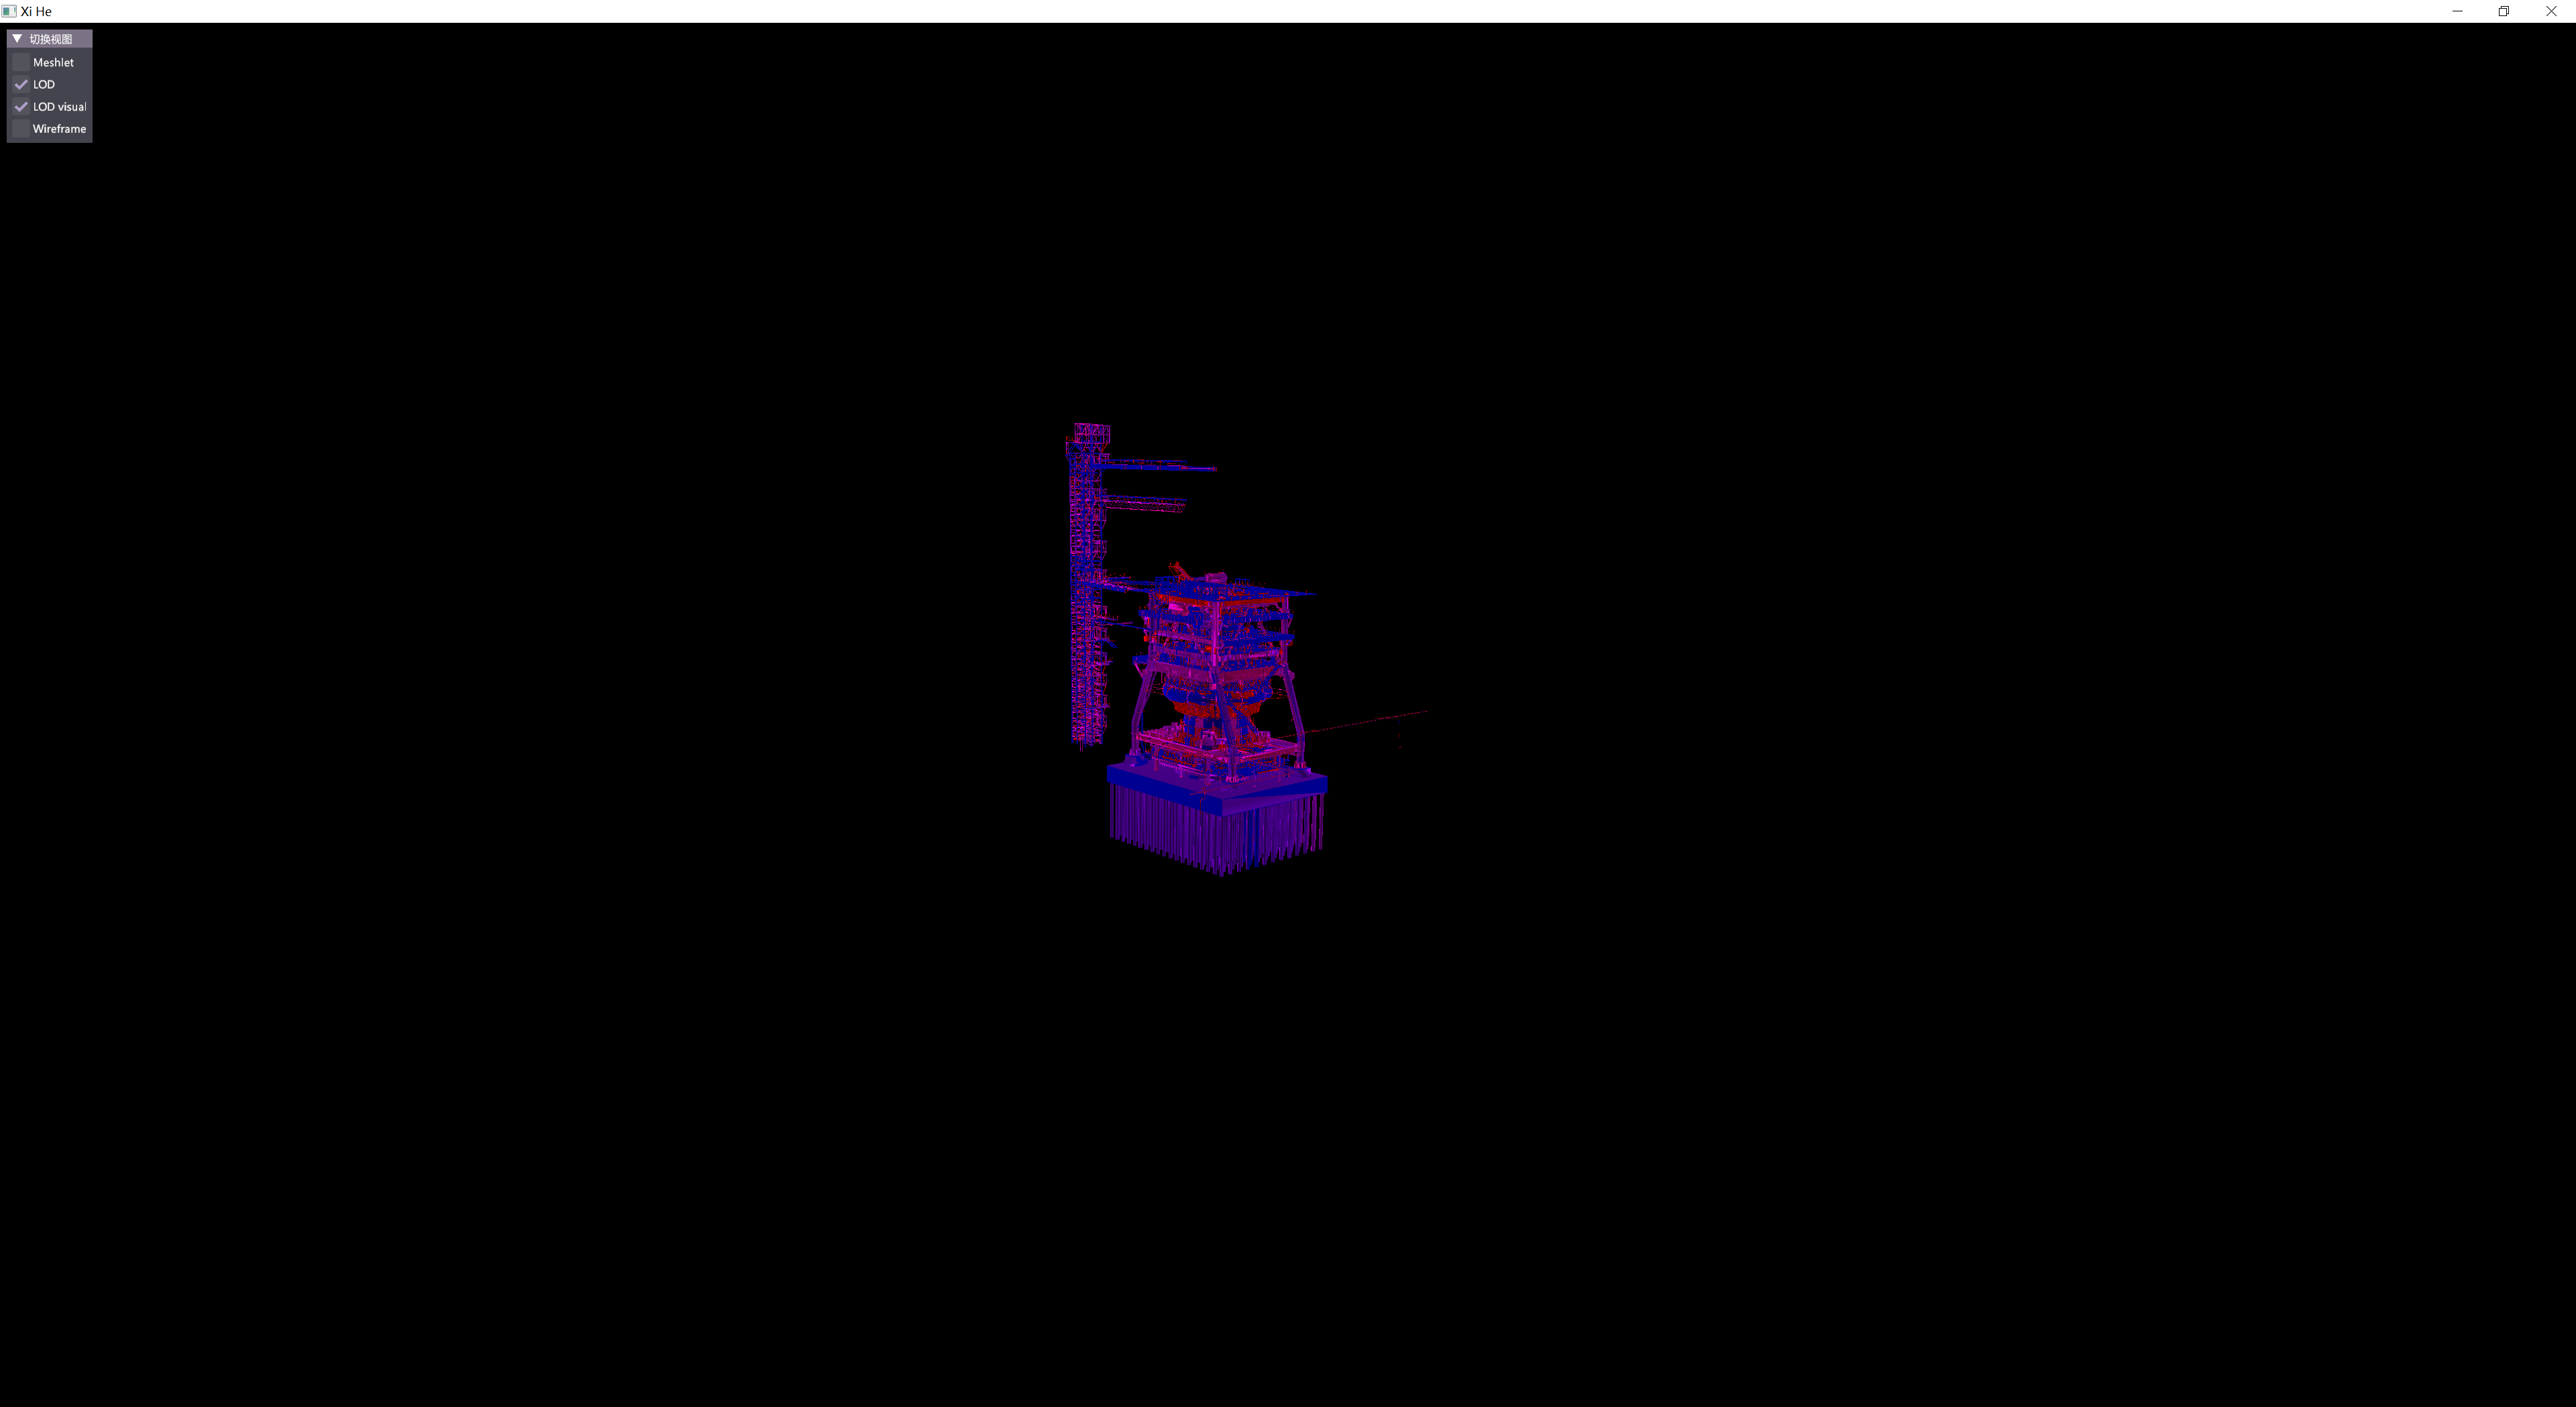 Xi He
切换视图
Meshlet
LOD
LOD visual
Wireframe